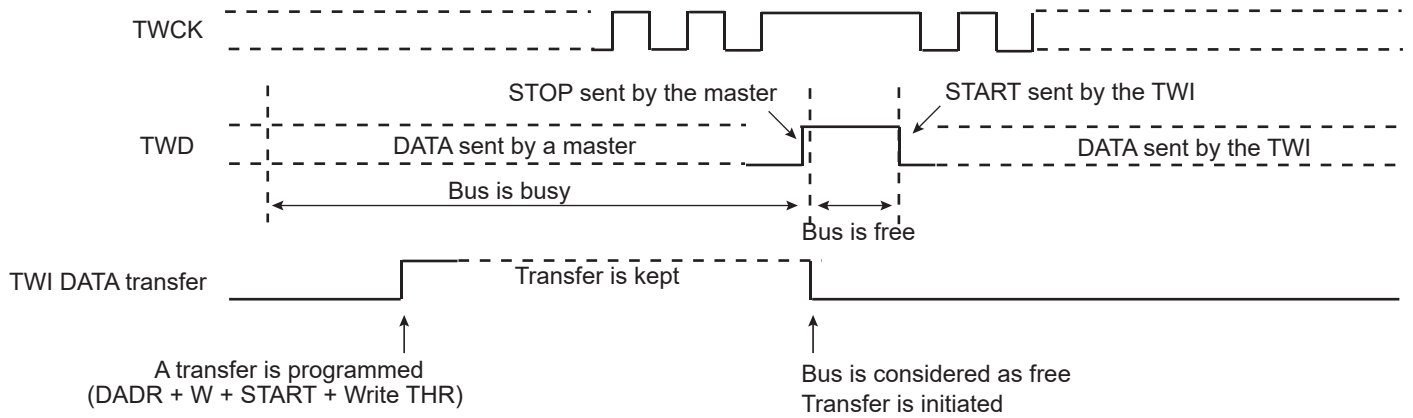 TWCK
STOP sent by the master
START sent by the TWI
TWD
DATA sent by a master
DATA sent by the TWI
Bus is busy
Bus is free
TWI DATA transfer
Transfer is kept
A transfer is programmed
(DADR + W + START + Write THR)
Bus is considered as free
Transfer is initiated